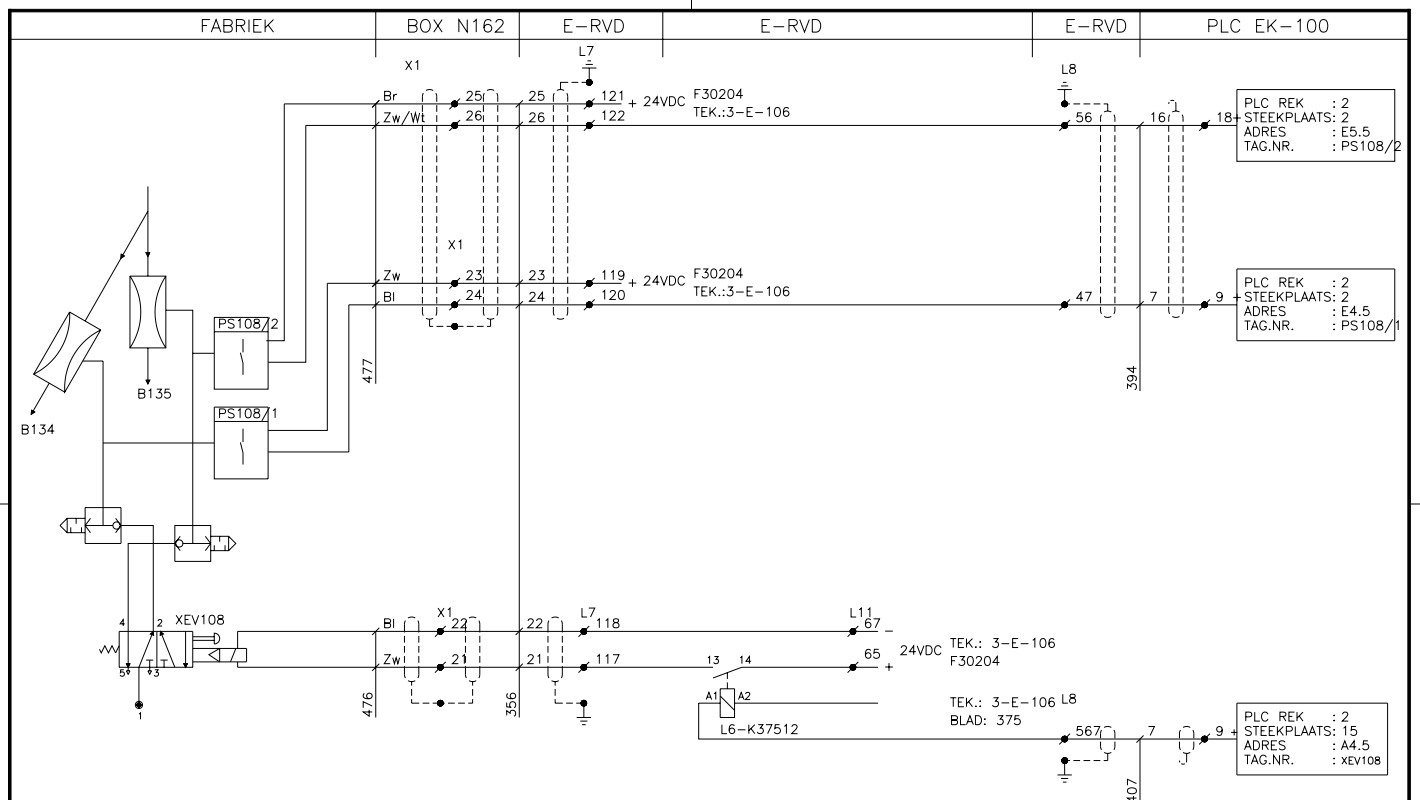 FABRIEK BOX N162 E-RVD E-RVD E-RVD PLC EK-100
L7
X1
L8
Br 25 25 121 + 24VDC F30204
TEK.:3-E-106
Zw/Wt 26 26 122 56 16 18+
PLC REK : 2
STEEKPLAATS: 2
ADRES : E5.5
TAG.NR. : PS108/2
X1
Zw 23 23 119 + 24VDC F30204
TEK.:3-E-106
Bl 24 24 120 47 7 9 +
PLC REK : 2
STEEKPLAATS: 2
ADRES : E4.5
TAG.NR. : PS108/1
PS108/2
477
394
B135
PS108/1
B134
4 2 XEV108
5 3
1
X1 L7 L11
Bl 22 22 118 67 -
24VDC TEK.: 3-E-106
F30204
Zw 21 21 117 13 14 65 +
476
356
A1 A2
L6-K37512
TEK.: 3-E-106 L8
BLAD: 375
567 7 9 +
PLC REK : 2
STEEKPLAATS: 15
ADRES : A4.5
TAG.NR. : XEV108
407